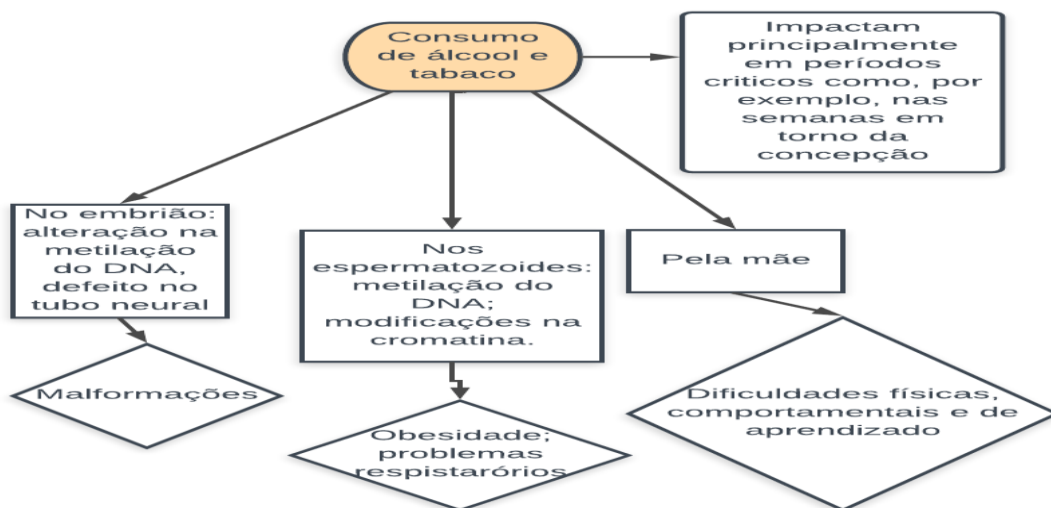 Consumo
de álcool e
tabaco
Impactam
principalmente
em períodos
criticos como, por
exemplo, nas
semanas em
torno da
concepção
No embrião:
alteração na
metilação
do DNA,
defeito no
tubo neural
Nos
espermatozoides:
metilação do
DNA;
modificações na
cromatina.
Pela mãe
Malformações
Obesidade;
problemas
respistarórios
Dificuldades físicas,
comportamentais e de
aprendizado